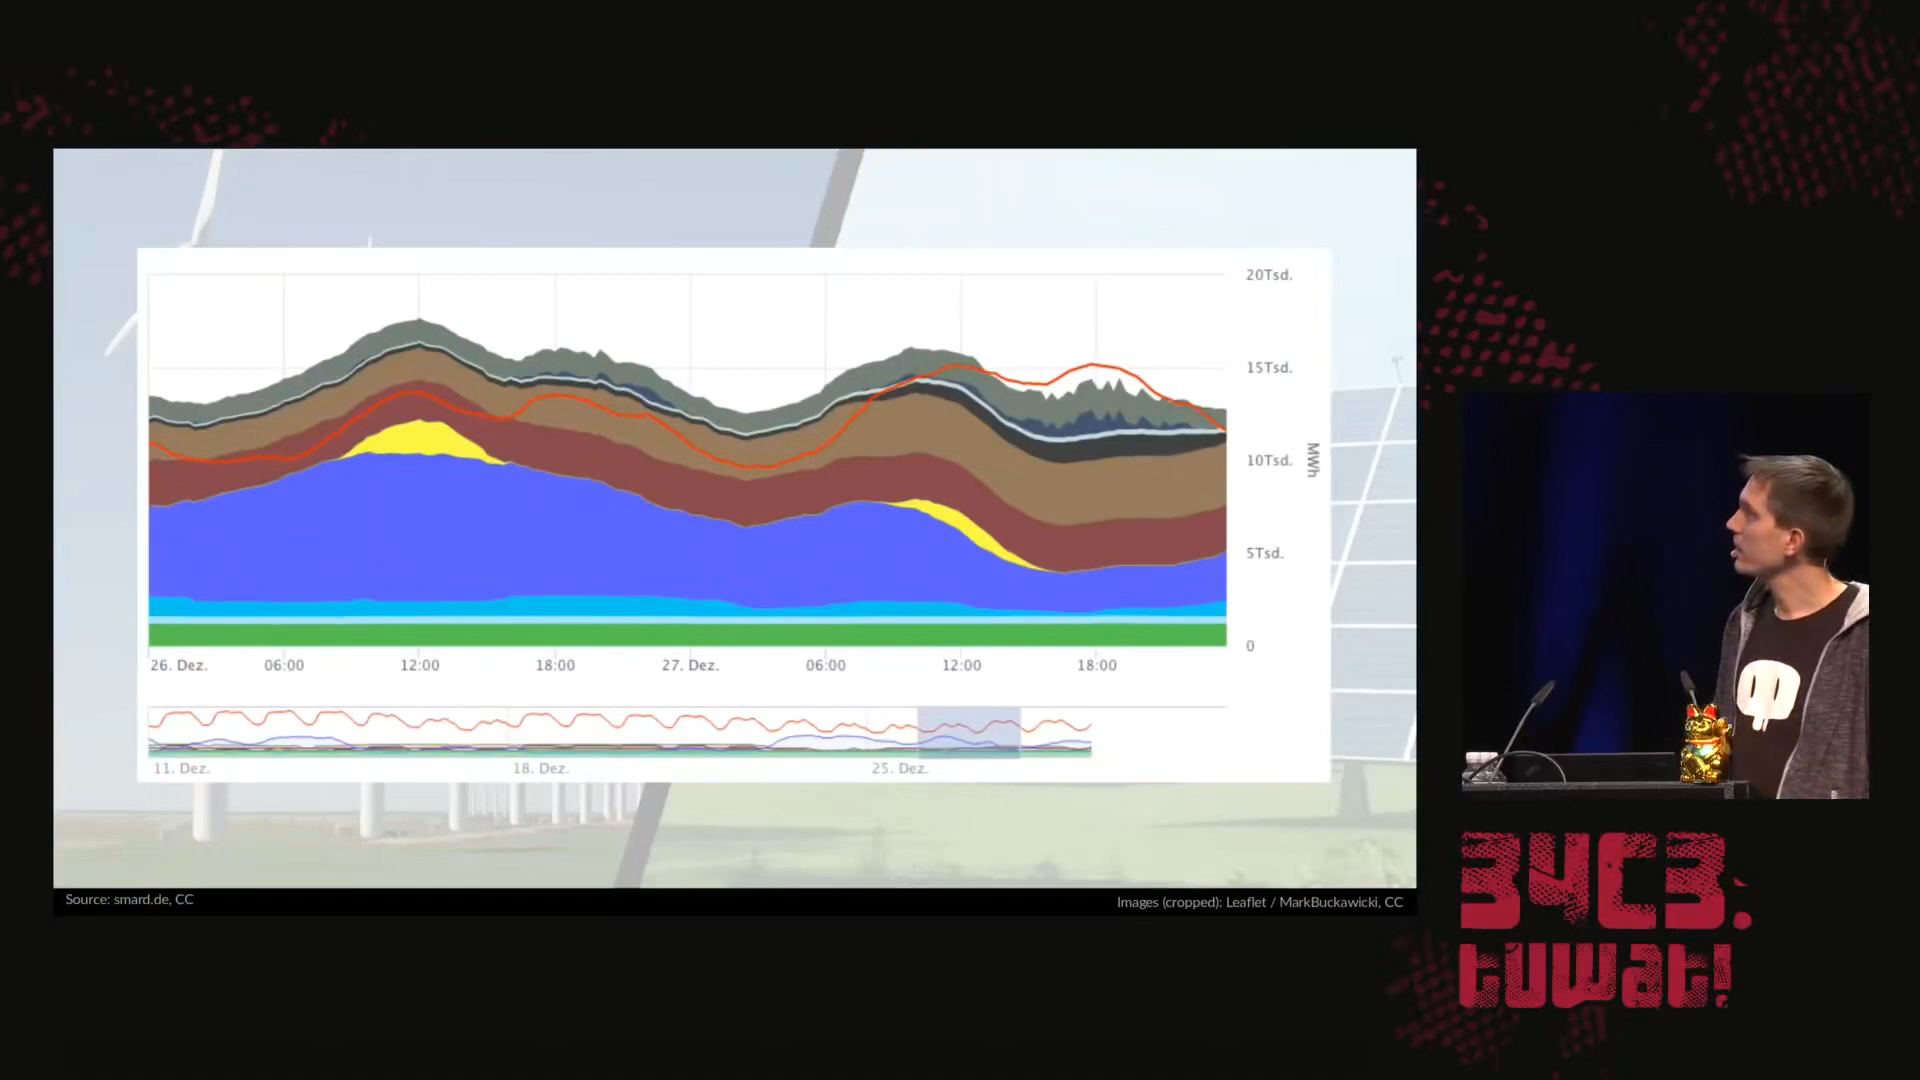 20Tsd.
15Tsd.
10Tsd.
5Tsd.
0
MWh
26. Dez. 06:00 12:00 18:00 27. Dez. 06:00 12:00 18:00
11. Dez. 18. Dez. 25. Dez.
Source: smard.de, CC
Images (cropped): Leaflet / MarkBuckawicki, CC
34C3.
tuwat!